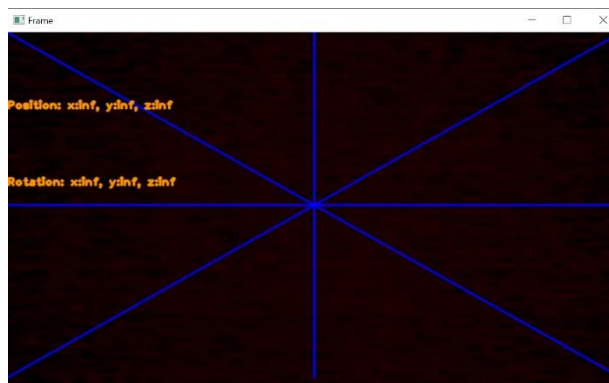 Frame
Position: x:inf, y:inf, z:inf
Rotation: x:inf, y:inf, z:inf